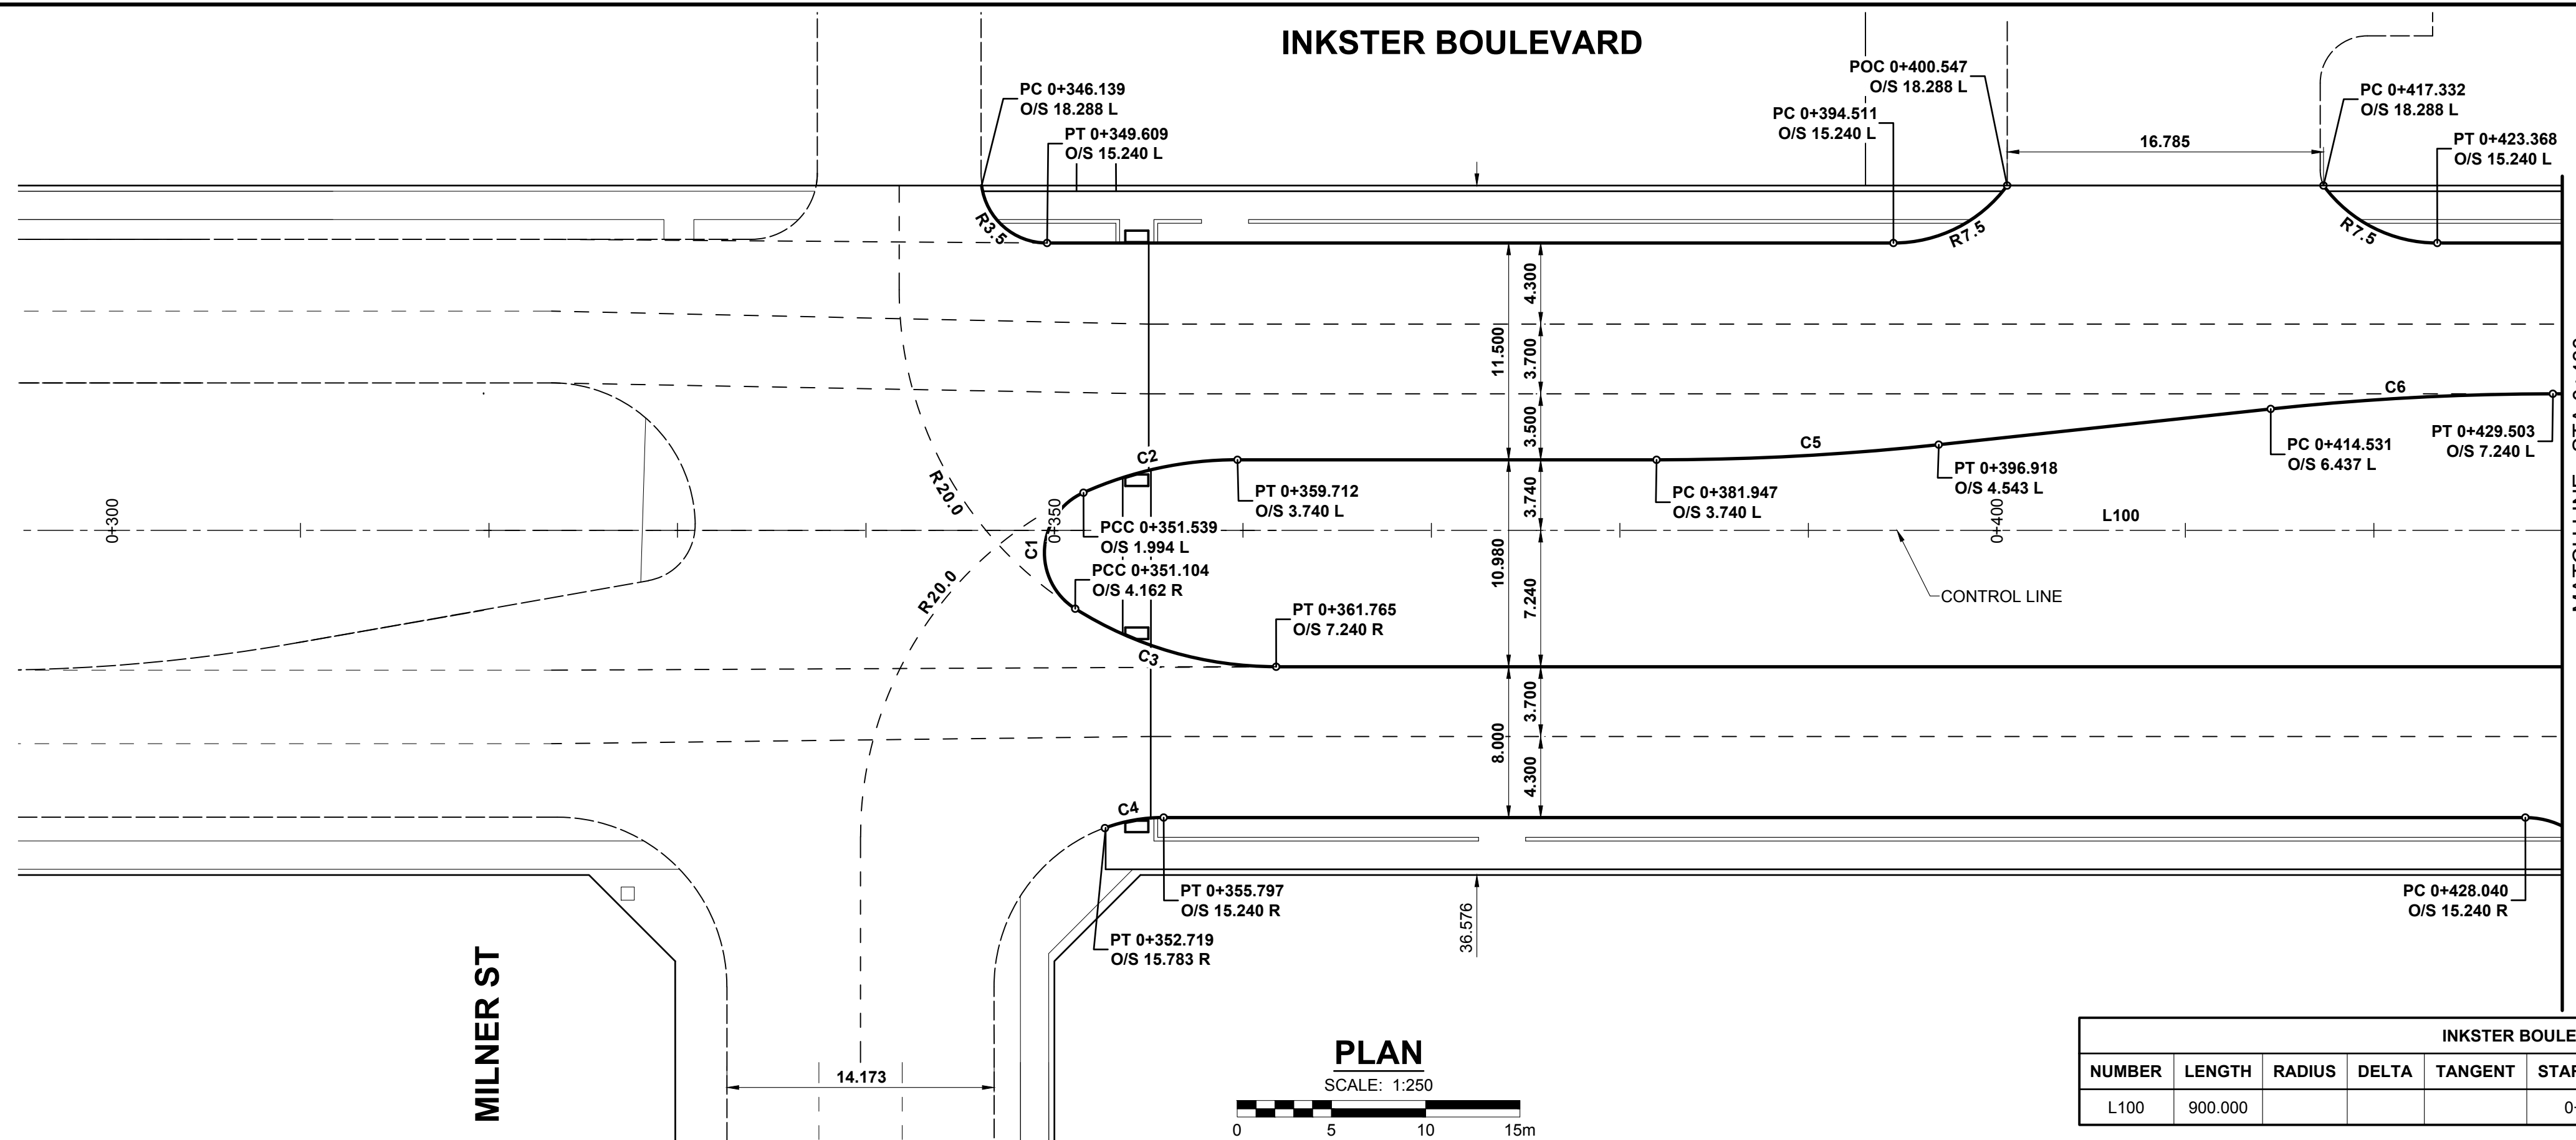 INKSTER BOULEVARD
PC 0+346.139
O/S 18.288 L
PT 0+349.609
O/S 15.240 L
POC 0+400.547
O/S 18.288 L
PC 0+394.511
O/S 15.240 L
PC 0+417.332
O/S 18.288 L
16.785
PT 0+423.368
O/S 15.240 L
R3.5
R7.5
R7.5
4.300
11.500
3.700
3.500
C6
C5
C2
PT 0+429.503
O/S 7.240 L
PC 0+414.531
O/S 6.437 L
PT 0+396.918
O/S 4.543 L
PC 0+381.947
O/S 3.740 L
PT 0+359.712
O/S 3.740 L
R20.0
3.740
0+300
0+350
0+400
L100
PCC 0+351.539
O/S 1.994 L
C1
PCC 0+351.104
O/S 4.162 R
10.980
7.240
CONTROL LINE
R20.0
PT 0+361.765
O/S 7.240 R
C3
3.700
8.000
4.300
C4
PT 0+355.797
O/S 15.240 R
PC 0+428.040
O/S 15.240 R
PT 0+352.719
O/S 15.783 R
36.576
MILNER ST
14.173
PLAN
SCALE: 1:250
0 5 10 15m
INKSTER BOULE
NUMBER LENGTH RADIUS DELTA TANGENT STAR
L100 900.000 0+